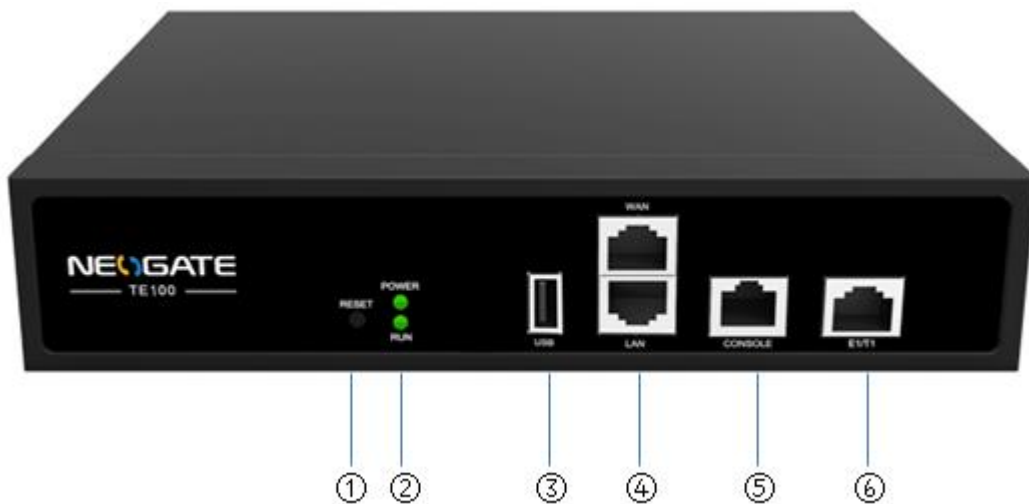 WAN
NEOGATE
TE100
RESET
POWER
RUN
USB
LAN
CONSOLE
E1/T1
① ② ③ ④ ⑤ ⑥